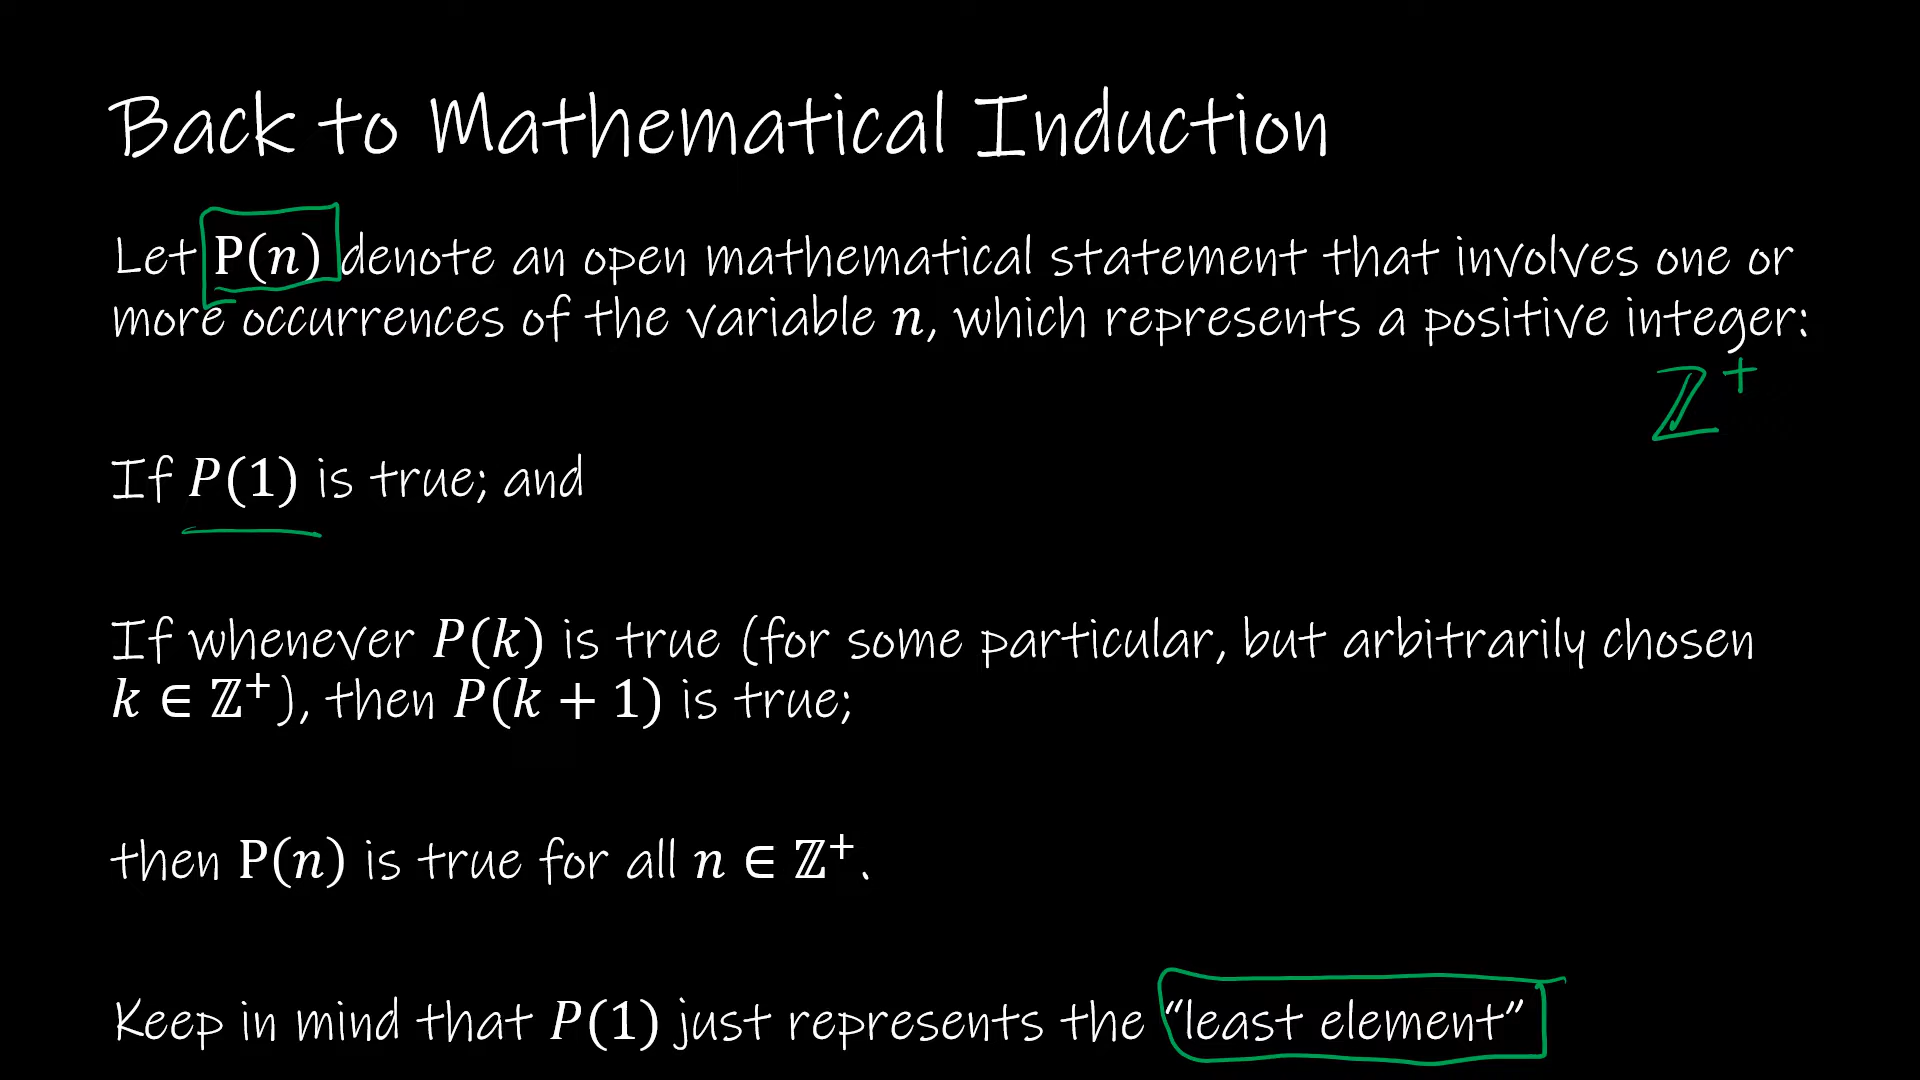 Back to Mathematical Induction
Let P(n) denote an open mathematical statement that involves one or
more occurrences of the variable n, which represents a positive integer:
ℤ⁺
If P(1) is true; and
If whenever P(k) is true (for some particular, but arbitrarily chosen
k ∈ ℤ⁺), then P(k + 1) is true;
then P(n) is true for all n ∈ ℤ⁺.
Keep in mind that P(1) just represents the “least element”